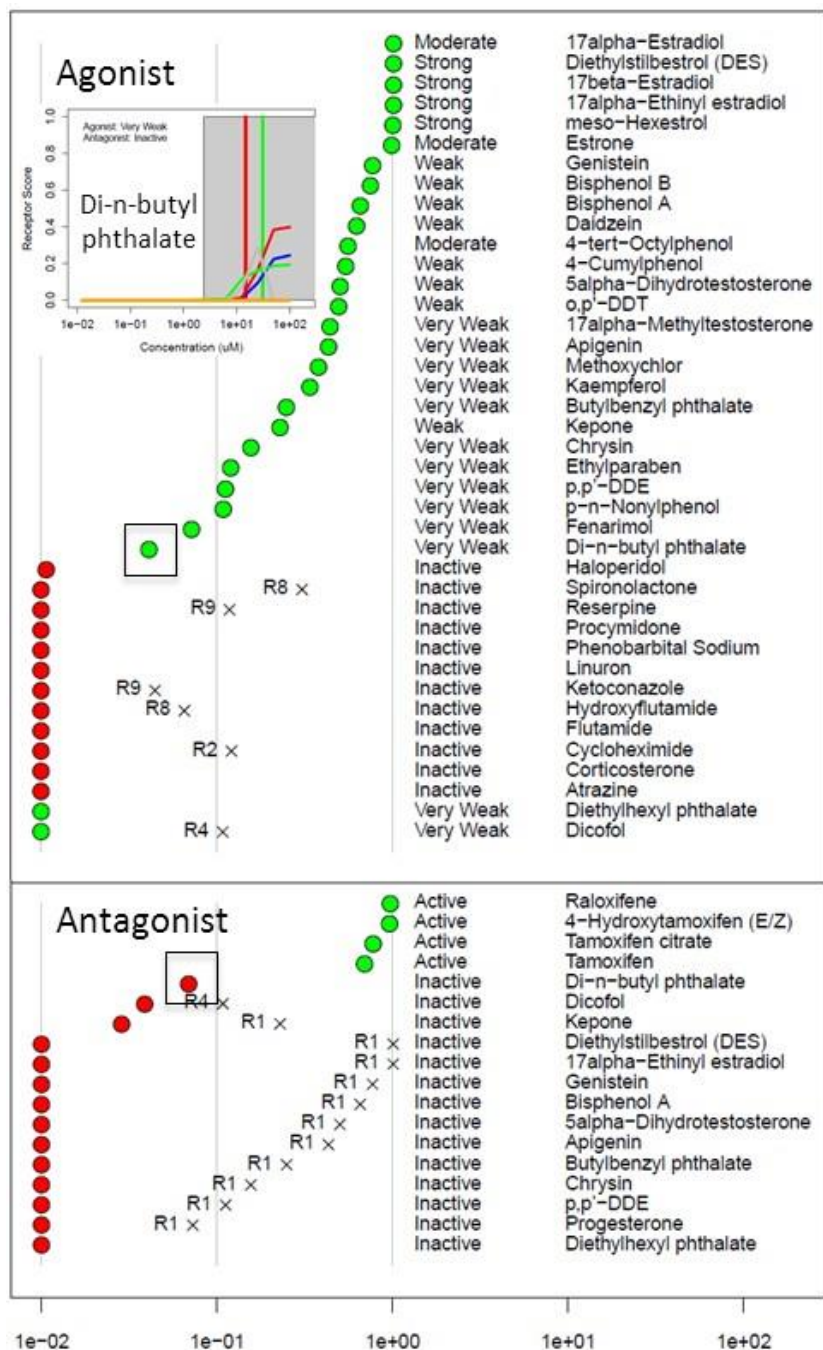 Agonist
Agonist: Very Weak
Antagonist: Inactive
Di-n-butyl
phthalate
Receptor Score
1.0
0.8
0.6
0.4
0.2
0.0
1e−02 1e−01 1e+00 1e+01 1e+02
Concentration (uM)
Moderate 17alpha−Estradiol
Strong Diethylstilbestrol (DES)
Strong 17beta−Estradiol
Strong 17alpha−Ethinyl estradiol
Strong meso−Hexestrol
Moderate Estrone
Weak Genistein
Weak Bisphenol B
Weak Bisphenol A
Weak Daidzein
Moderate 4−tert−Octylphenol
Weak 4−Cumylphenol
Weak 5alpha−Dihydrotestosterone
Weak o,p'−DDT
Very Weak 17alpha−Methyltestosterone
Very Weak Apigenin
Very Weak Methoxychlor
Very Weak Kaempferol
Very Weak Butylbenzyl phthalate
Weak Kepone
Very Weak Chrysin
Very Weak Ethylparaben
Very Weak p,p'−DDE
Very Weak p−n−Nonylphenol
Very Weak Fenarimol
Very Weak Di−n−butyl phthalate
Inactive Haloperidol
R8 Inactive Spironolactone
R9 Inactive Reserpine
Inactive Procymidone
Inactive Phenobarbital Sodium
Inactive Linuron
R9 Inactive Ketoconazole
R8 Inactive Hydroxyflutamide
Inactive Flutamide
R2 Inactive Cycloheximide
Inactive Corticosterone
Inactive Atrazine
Very Weak Diethylhexyl phthalate
R4 Very Weak Dicofol
Antagonist
Active Raloxifene
Active 4−Hydroxytamoxifen (E/Z)
Active Tamoxifen citrate
Active Tamoxifen
Inactive Di−n−butyl phthalate
R4 Inactive Dicofol
R1 Inactive Kepone
R1 Inactive Diethylstilbestrol (DES)
R1 Inactive 17alpha−Ethinyl estradiol
R1 Inactive Genistein
R1 Inactive Bisphenol A
R1 Inactive 5alpha−Dihydrotestosterone
R1 Inactive Apigenin
R1 Inactive Butylbenzyl phthalate
R1 Inactive Chrysin
R1 Inactive p,p'−DDE
R1 Inactive Progesterone
Inactive Diethylhexyl phthalate
1e−02 1e−01 1e+00 1e+01 1e+02